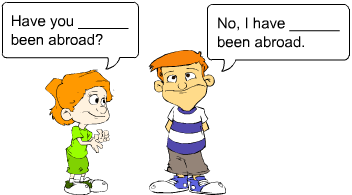 Have you ______
been abroad?
No, I have ______
been abroad.